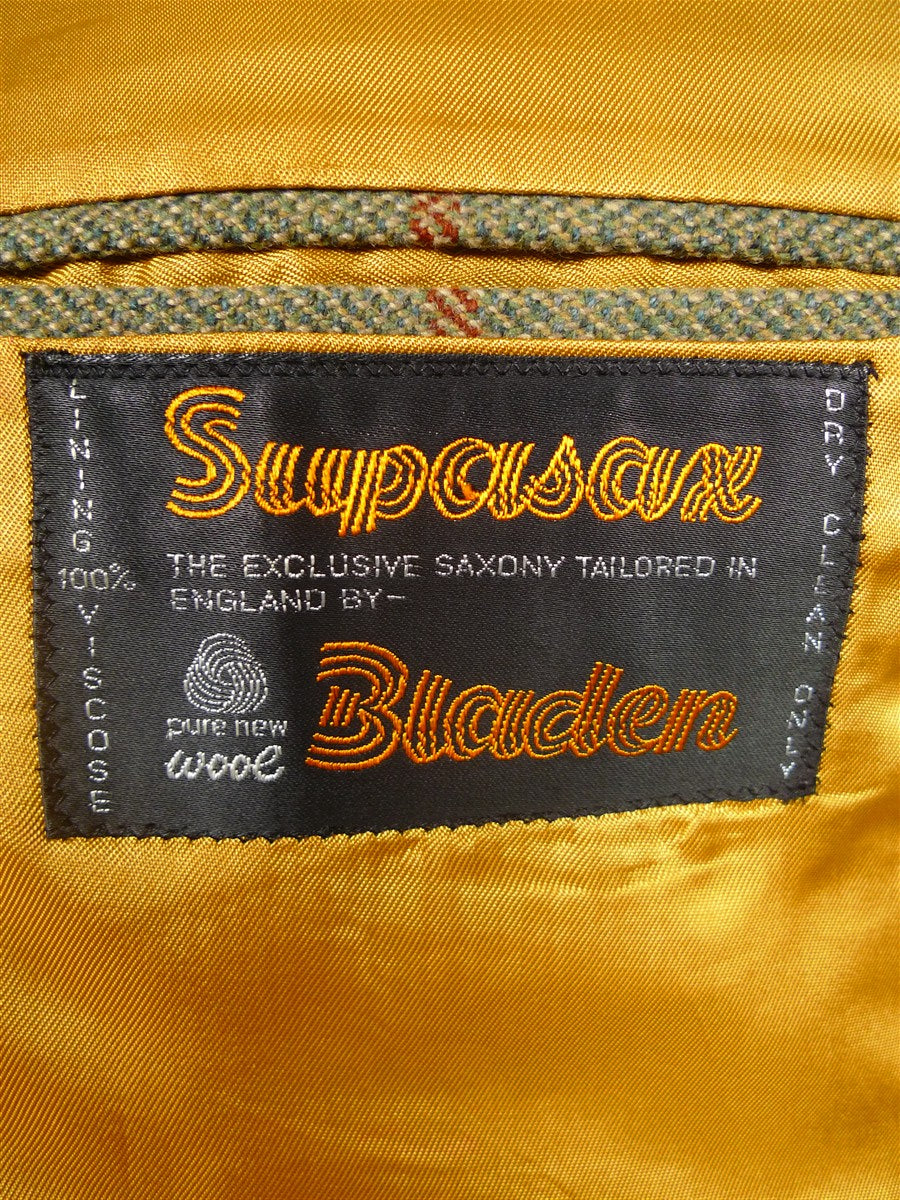 Supasax
THE EXCLUSIVE SAXONY TAILORED IN
ENGLAND BY-
pure new
wool
Bladen
LINING
100%
VISCOSE
DRY CLEAN ONLY